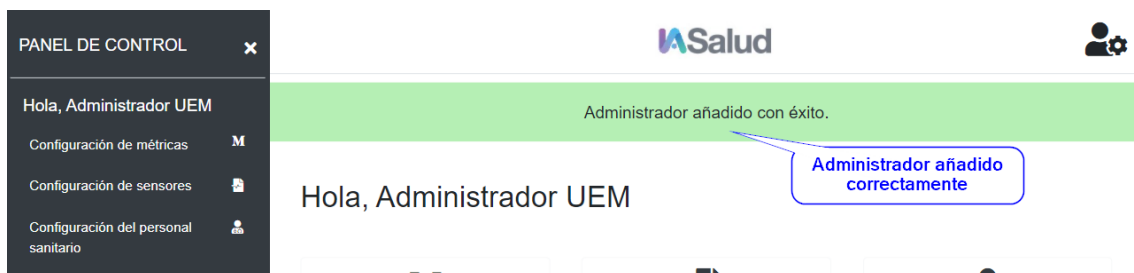 PANEL DE CONTROL
Hola, Administrador UEM
Configuración de métricas
M
Configuración de sensores
Configuración del personal
sanitario
IASalud
Administrador añadido con éxito.
Administrador añadido
correctamente
Hola, Administrador UEM